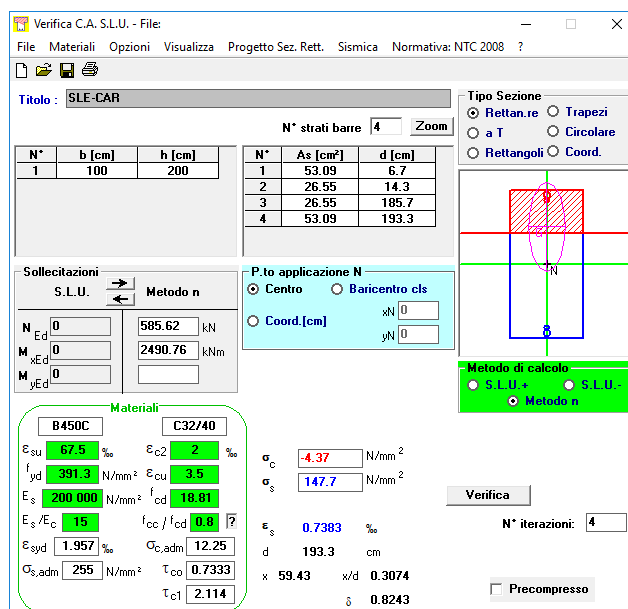 Verifica C.A. S.L.U. - File:
File Materiali Opzioni Visualizza Progetto Sez. Rett. Sismica Normativa: NTC 2008 ?
Titolo : SLE-CAR
N° strati barre 4 Zoom
Tipo Sezione
Rettan.re Trapezi
a T Circolare
Rettangoli Coord.
N° b [cm] h [cm]
1 100 200
N° As [cm²] d [cm]
1 53.09 6.7
2 26.55 14.3
3 26.55 185.7
4 53.09 193.3
Sollecitazioni
S.L.U. Metodo n
N Ed 0 585.62 kN
M xEd 0 2490.76 kNm
M yEd 0
P.to applicazione N
Centro Baricentro cls
Coord.[cm] xN 0
yN 0
N
Metodo di calcolo
S.L.U.+ S.L.U.-
Metodo n
Materiali
B450C C32/40
εsu 67.5 ‰ εc2 2 ‰
fyd 391.3 N/mm² εcu 3.5
Es 200 000 N/mm² fcd 18.81
Es /Ec 15 fcc / fcd 0.8 ?
εsyd 1.957 ‰ σc,adm 12.25
σs,adm 255 N/mm² τco 0.7333
τc1 2.114
σc -4.37 N/mm²
σs 147.7 N/mm²
εs 0.7383 ‰
d 193.3 cm
x 59.43 x/d 0.3074
δ 0.8243
Verifica
N° iterazioni: 4
Precompresso